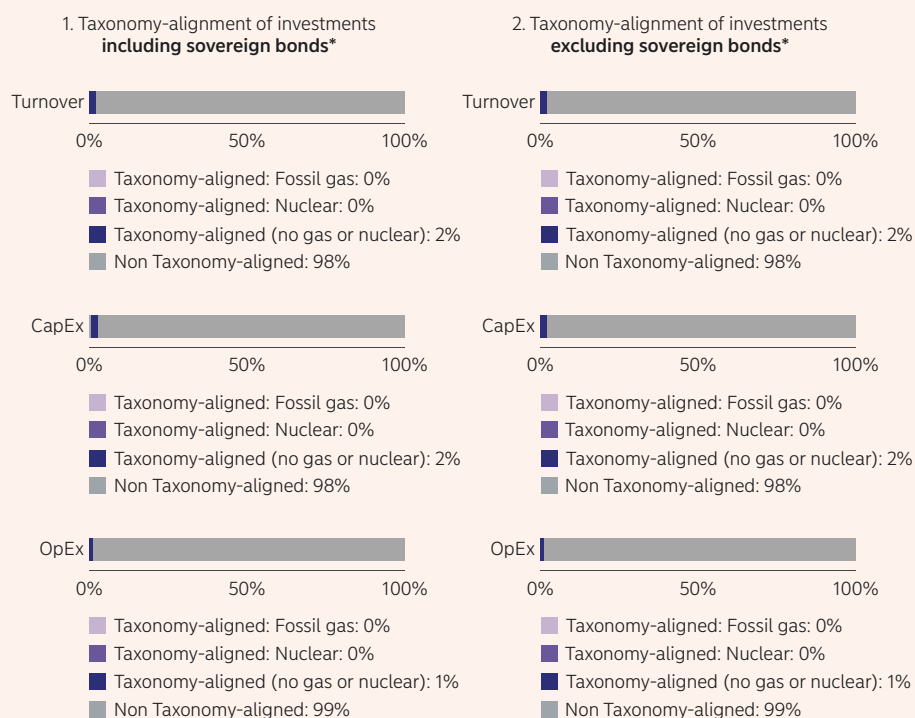 1. Taxonomy-alignment of investments
including sovereign bonds*
Turnover
0% 50% 100%
Taxonomy-aligned: Fossil gas: 0%
Taxonomy-aligned: Nuclear: 0%
Taxonomy-aligned (no gas or nuclear): 2%
Non Taxonomy-aligned: 98%
CapEx
0% 50% 100%
Taxonomy-aligned: Fossil gas: 0%
Taxonomy-aligned: Nuclear: 0%
Taxonomy-aligned (no gas or nuclear): 2%
Non Taxonomy-aligned: 98%
OpEx
0% 50% 100%
Taxonomy-aligned: Fossil gas: 0%
Taxonomy-aligned: Nuclear: 0%
Taxonomy-aligned (no gas or nuclear): 1%
Non Taxonomy-aligned: 99%
2. Taxonomy-alignment of investments
excluding sovereign bonds*
Turnover
0% 50% 100%
Taxonomy-aligned: Fossil gas: 0%
Taxonomy-aligned: Nuclear: 0%
Taxonomy-aligned (no gas or nuclear): 2%
Non Taxonomy-aligned: 98%
CapEx
0% 50% 100%
Taxonomy-aligned: Fossil gas: 0%
Taxonomy-aligned: Nuclear: 0%
Taxonomy-aligned (no gas or nuclear): 2%
Non Taxonomy-aligned: 98%
OpEx
0% 50% 100%
Taxonomy-aligned: Fossil gas: 0%
Taxonomy-aligned: Nuclear: 0%
Taxonomy-aligned (no gas or nuclear): 1%
Non Taxonomy-aligned: 99%